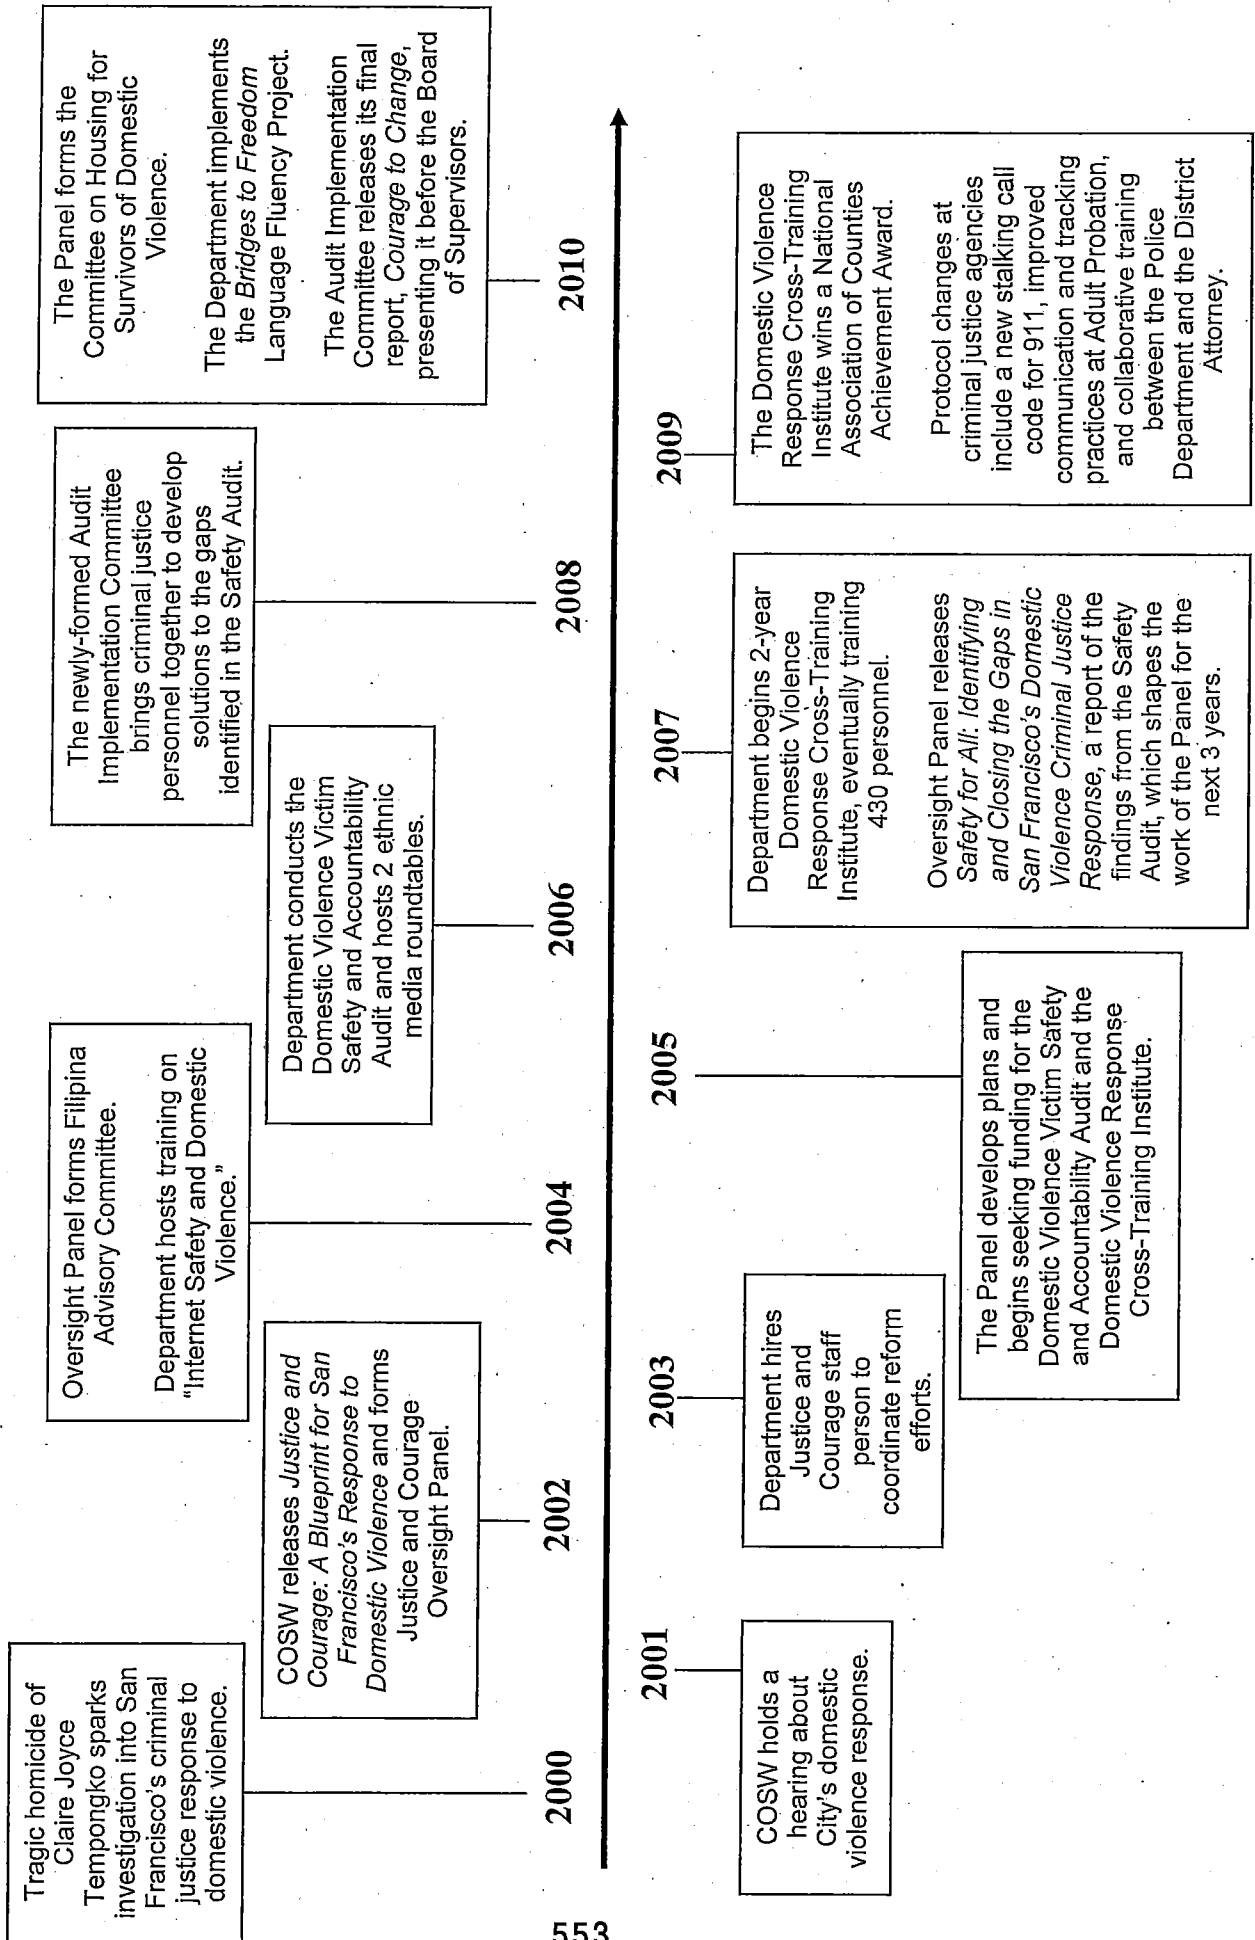 Tragic homicide of
Claire Joyce
Tempongko sparks
investigation into San
Francisco's criminal
justice response to
domestic violence.
2000
COSW holds a
hearing about
City's domestic
violence response.
2001
COSW releases Justice and
Courage: A Blueprint for San
Francisco's Response to
Domestic Violence and forms
Justice and Courage
Oversight Panel.
2002
Department hires
Justice and
Courage staff
person to
coordinate reform
efforts.
2003
Oversight Panel forms Filipina
Advisory Committee.
Department hosts training on
“Internet Safety and Domestic
Violence.”
2004
The Panel develops plans and
begins seeking funding for the
Domestic Violence Victim Safety
and Accountability Audit and the
Domestic Violence Response
Cross-Training Institute.
2005
Department conducts the
Domestic Violence Victim
Safety and Accountability
Audit and hosts 2 ethnic
media roundtables.
2006
Department begins 2-year
Domestic Violence
Response Cross-Training
Institute, eventually training
430 personnel.
Oversight Panel releases
Safety for All: Identifying
and Closing the Gaps in
San Francisco's Domestic
Violence Criminal Justice
Response, a report of the
findings from the Safety
Audit, which shapes the
work of the Panel for the
next 3 years.
2007
The newly-formed Audit
Implementation Committee
brings criminal justice
personnel together to develop
solutions to the gaps
identified in the Safety Audit.
2008
The Domestic Violence
Response Cross-Training
Institute wins a National
Association of Counties
Achievement Award.
Protocol changes at
criminal justice agencies
include a new stalking call
code for 911, improved
communication and tracking
practices at Adult Probation,
and collaborative training
between the Police
Department and the District
Attorney.
2009
The Panel forms the
Committee on Housing for
Survivors of Domestic
Violence.
The Department implements
the Bridges to Freedom
Language Fluency Project.
The Audit Implementation
Committee releases its final
report, Courage to Change,
presenting it before the Board
of Supervisors.
2010
553